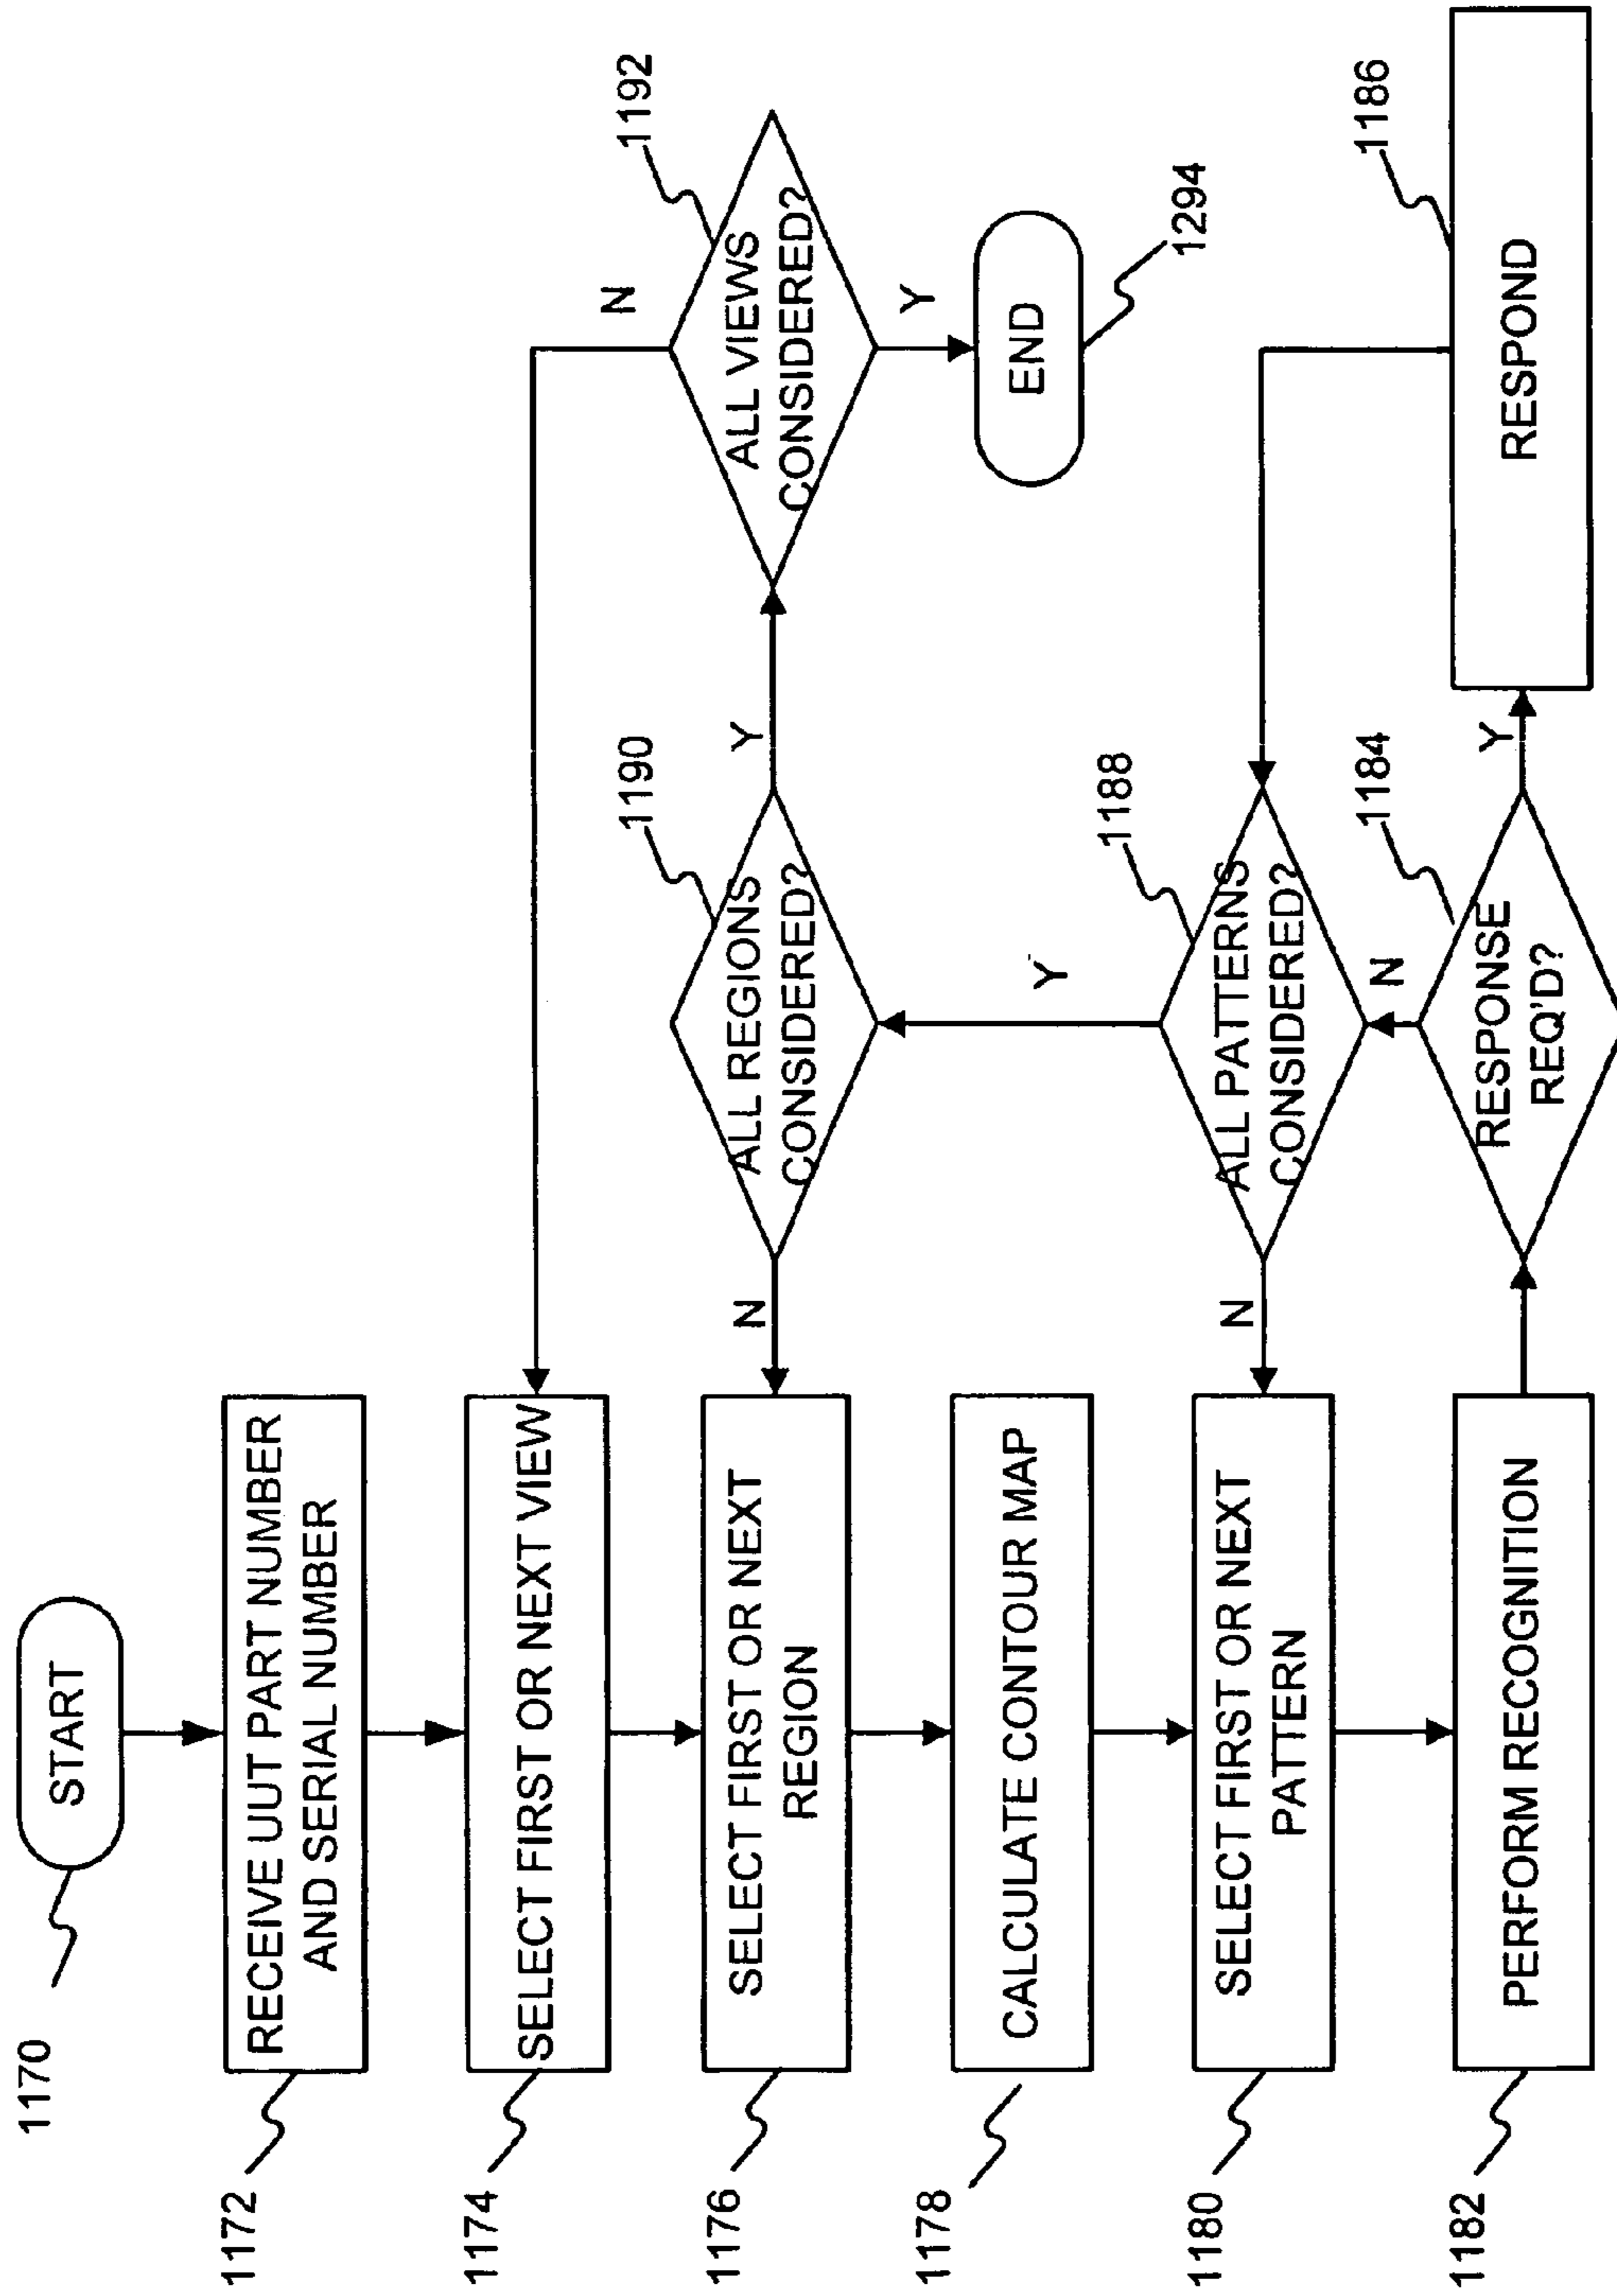 1170
START
1172
RECEIVE UUT PART NUMBER
AND SERIAL NUMBER
1174
SELECT FIRST OR NEXT VIEW
N
ALL VIEWS
CONSIDERED?
1192
1176
SELECT FIRST OR NEXT
REGION
N
ALL REGIONS
CONSIDERED?
1190
Y
Y
END
1294
1178
CALCULATE CONTOUR MAP
Y
1180
SELECT FIRST OR NEXT
PATTERN
N
ALL PATTERNS
CONSIDERED?
1188
N
1182
PERFORM RECOGNITION
RESPONSE
REQ'D?
1184
Y
RESPOND
1186